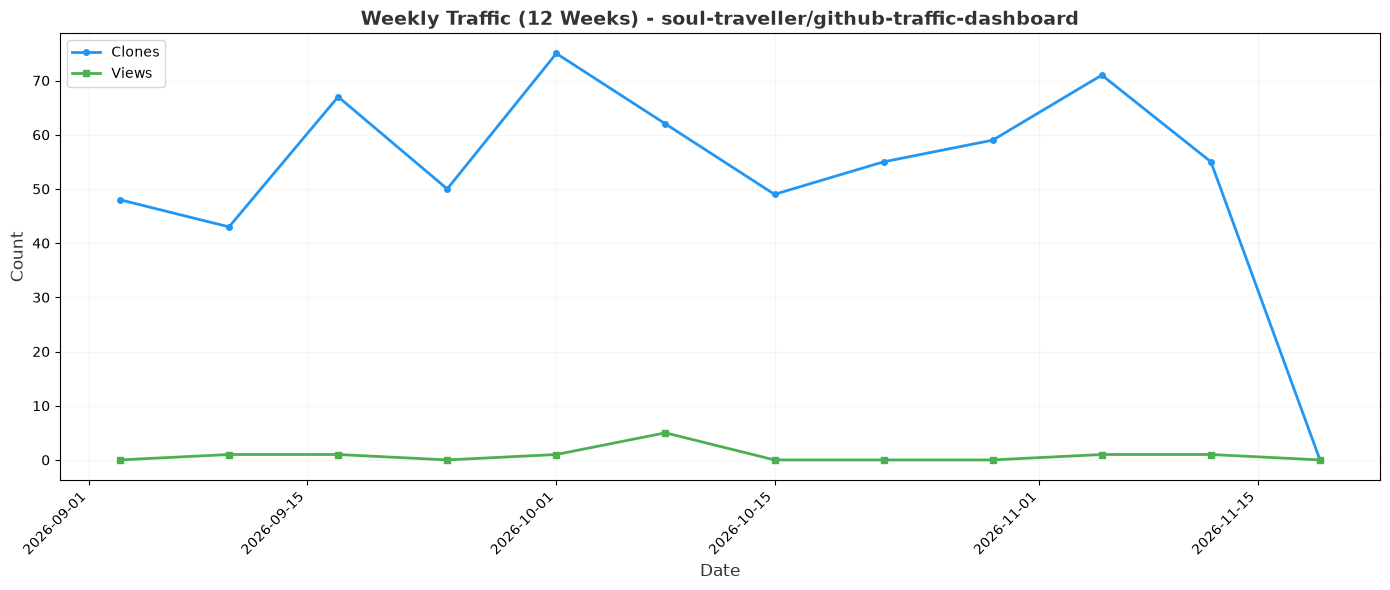 Weekly Traffic (12 Weeks) - soul-traveller/github-traffic-dashboard
Clones
Views
Count
70
60
50
40
30
20
10
0
2026-09-01
2026-09-15
2026-10-01
2026-10-15
2026-11-01
2026-11-15
Date